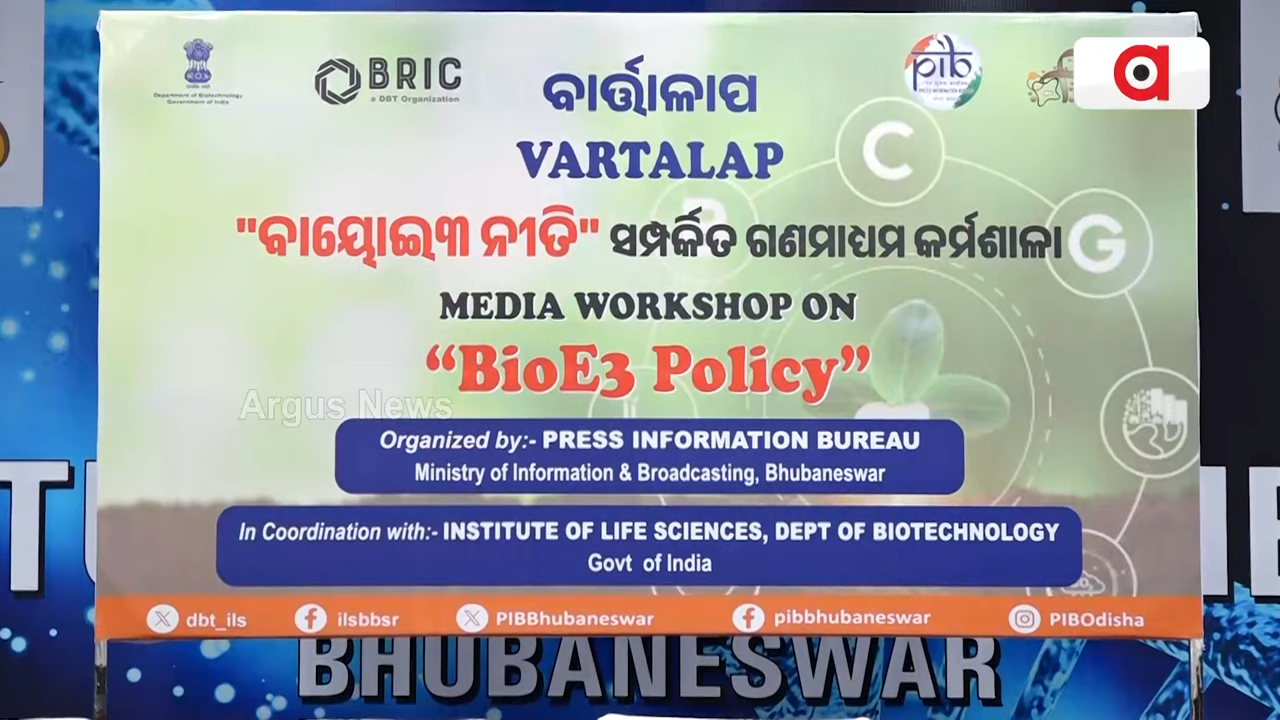 Department of Biotechnology
Government of India
BRIC
a DBT Organization
pib
a
ବାର୍ତ୍ତାଳାପ
VARTALAP
C
"ବାୟୋଇ୩ ନୀତି" ସମ୍ପର୍କିତ ଗଣମାଧ୍ୟମ କର୍ମଶାଳା
G
MEDIA WORKSHOP ON
“BioE3 Policy”
Argus News
Organized by:- PRESS INFORMATION BUREAU
Ministry of Information & Broadcasting, Bhubaneswar
In Coordination with:- INSTITUTE OF LIFE SCIENCES, DEPT OF BIOTECHNOLOGY
Govt of India
dbt_ils
ilsbbsr
PIBBhubaneswar
pibbhubaneswar
PIBOdisha
BHUBANESWAR